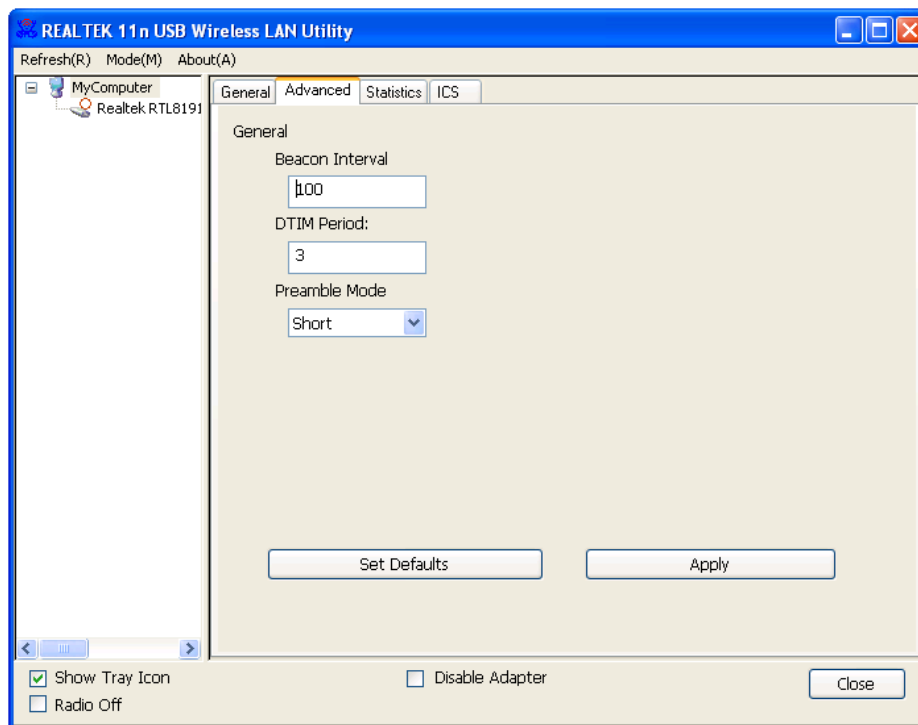 REALTEK 11n USB Wireless LAN Utility
Refresh(R) Mode(M) About(A)
MyComputer
Realtek RTL8191
General Advanced Statistics ICS
General
Beacon Interval
100
DTIM Period:
3
Preamble Mode
Short
Set Defaults Apply
Show Tray Icon Disable Adapter
Radio Off
Close